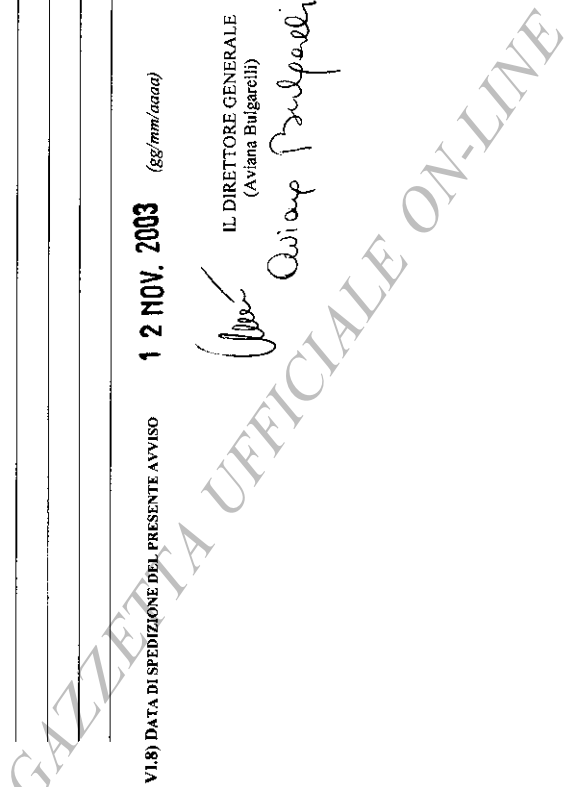 VI.8) DATA DI SPEDIZIONE DEL PRESENTE AVVISO 1 2 NOV. 2003 (gg/mm/aaaa)
IL DIRETTORE GENERALE
(Aviana Bulgarelli)
Aviana Bulgarelli
GAZZETTA UFFICIALE ON-LINE